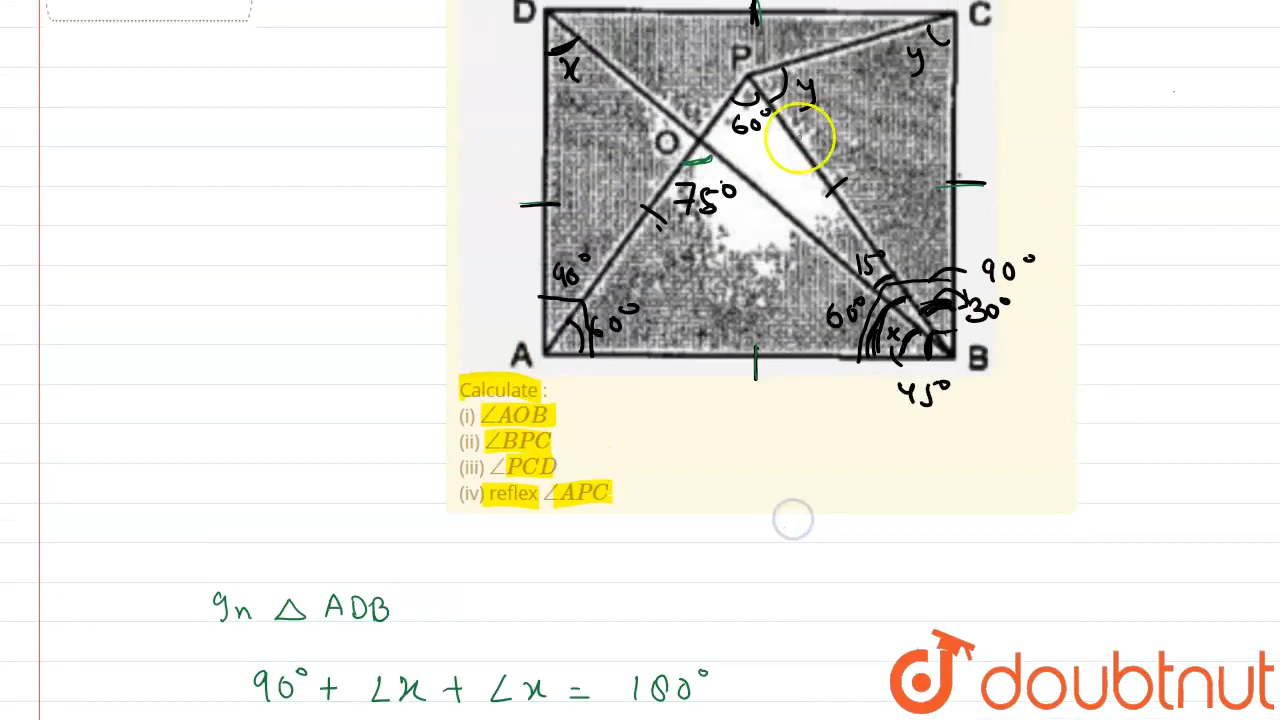 D
C
x
P
y
y
60°
O
75°
90°
15°
90°
60°
60°
30°
x
A
B
45°
Calculate :
(i) ∠AOB
(ii) ∠BPC
(iii) ∠PCD
(iv) reflex ∠APC
In △ ADB
90° + ∠x + ∠x = 180°
doubtnut